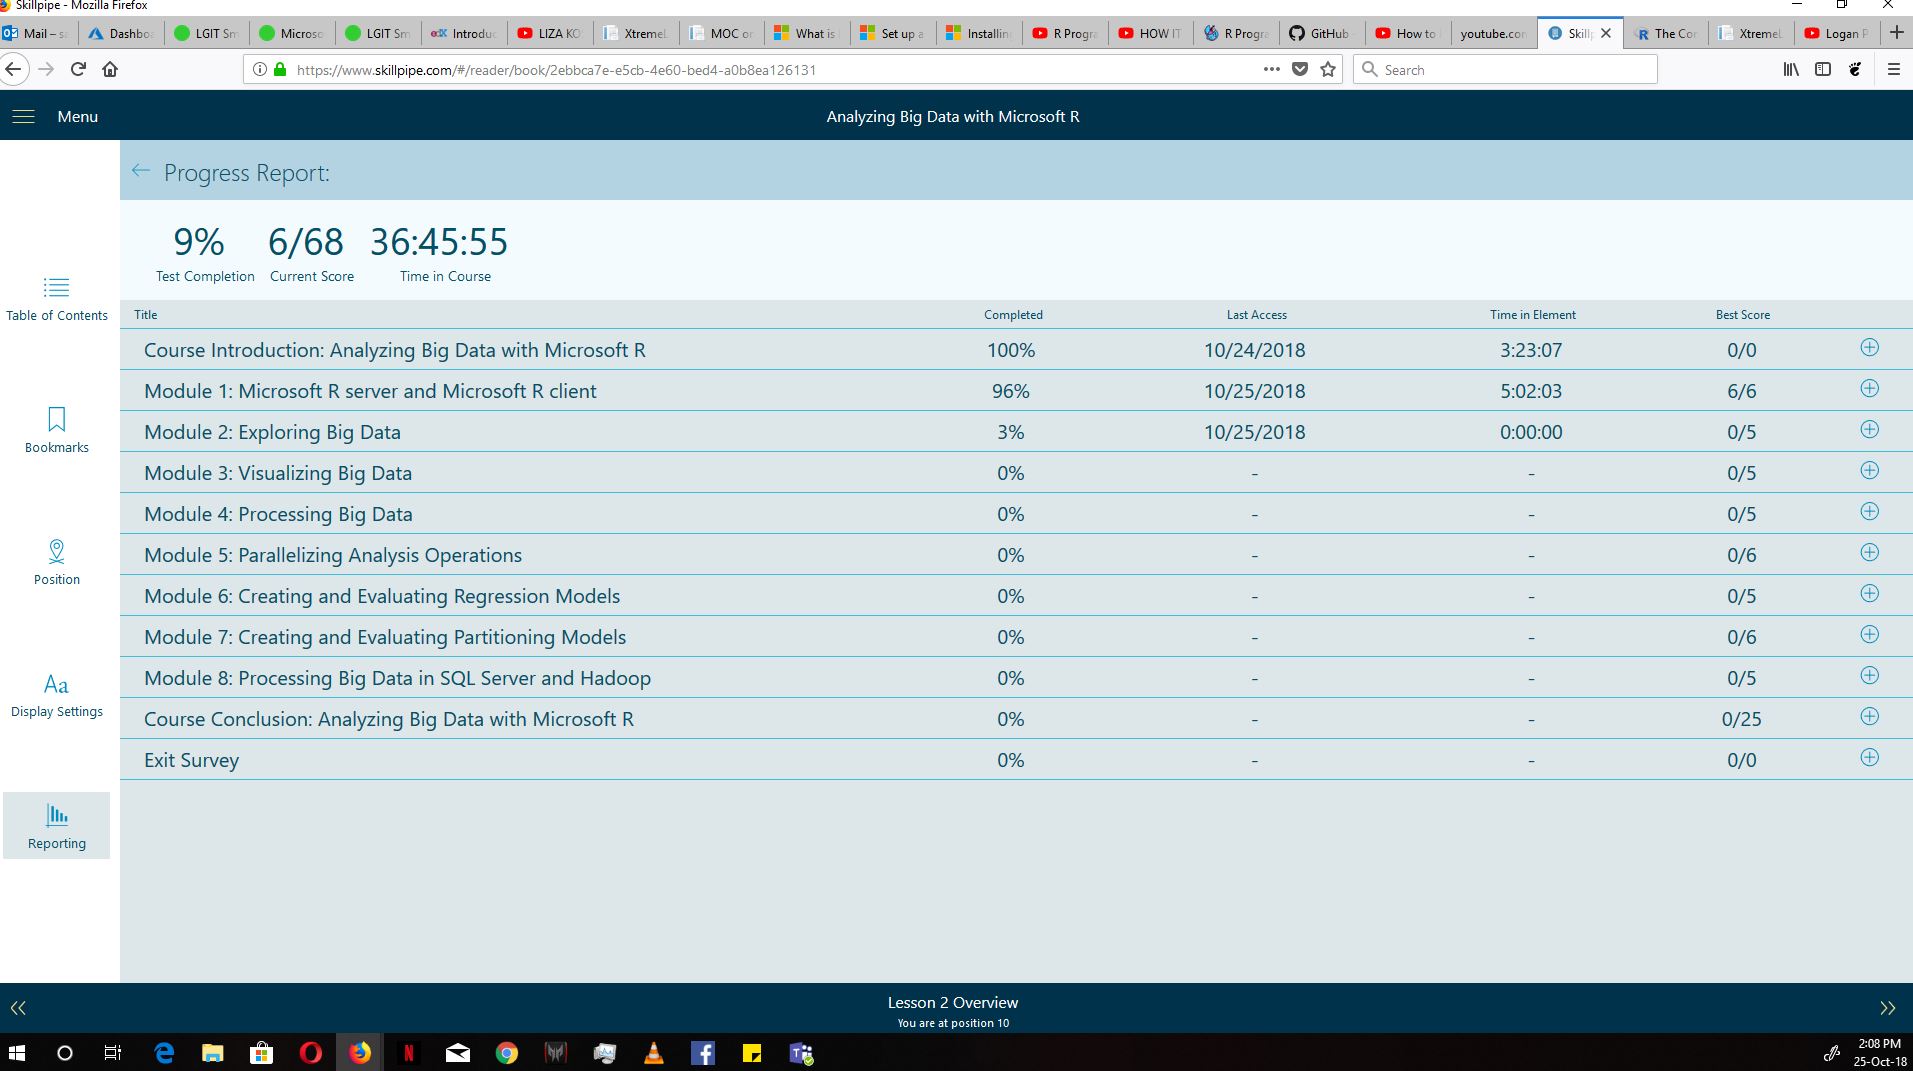 Skillpipe - Mozilla Firefox
Mail – s Dashbo LGIT Sm Microso LGIT Sm edX Introduc LIZA KO XtremeL MOC or What is Set up a Installin R Progra HOW IT R Progra GitHub How to youtube.con Skillp The Cor XtremeL Logan P
https://www.skillpipe.com/#/reader/book/2ebbca7e-e5cb-4e60-bed4-a0b8ea126131 Search
Menu Analyzing Big Data with Microsoft R
Progress Report:
9% 6/68 36:45:55
Test Completion Current Score Time in Course
Table of Contents
Bookmarks
Position
Aa
Display Settings
Reporting
Title Completed Last Access Time in Element Best Score
Course Introduction: Analyzing Big Data with Microsoft R 100% 10/24/2018 3:23:07 0/0
Module 1: Microsoft R server and Microsoft R client 96% 10/25/2018 5:02:03 6/6
Module 2: Exploring Big Data 3% 10/25/2018 0:00:00 0/5
Module 3: Visualizing Big Data 0% - - 0/5
Module 4: Processing Big Data 0% - - 0/5
Module 5: Parallelizing Analysis Operations 0% - - 0/6
Module 6: Creating and Evaluating Regression Models 0% - - 0/5
Module 7: Creating and Evaluating Partitioning Models 0% - - 0/6
Module 8: Processing Big Data in SQL Server and Hadoop 0% - - 0/5
Course Conclusion: Analyzing Big Data with Microsoft R 0% - - 0/25
Exit Survey 0% - - 0/0
Lesson 2 Overview
You are at position 10
2:08 PM
25-Oct-18